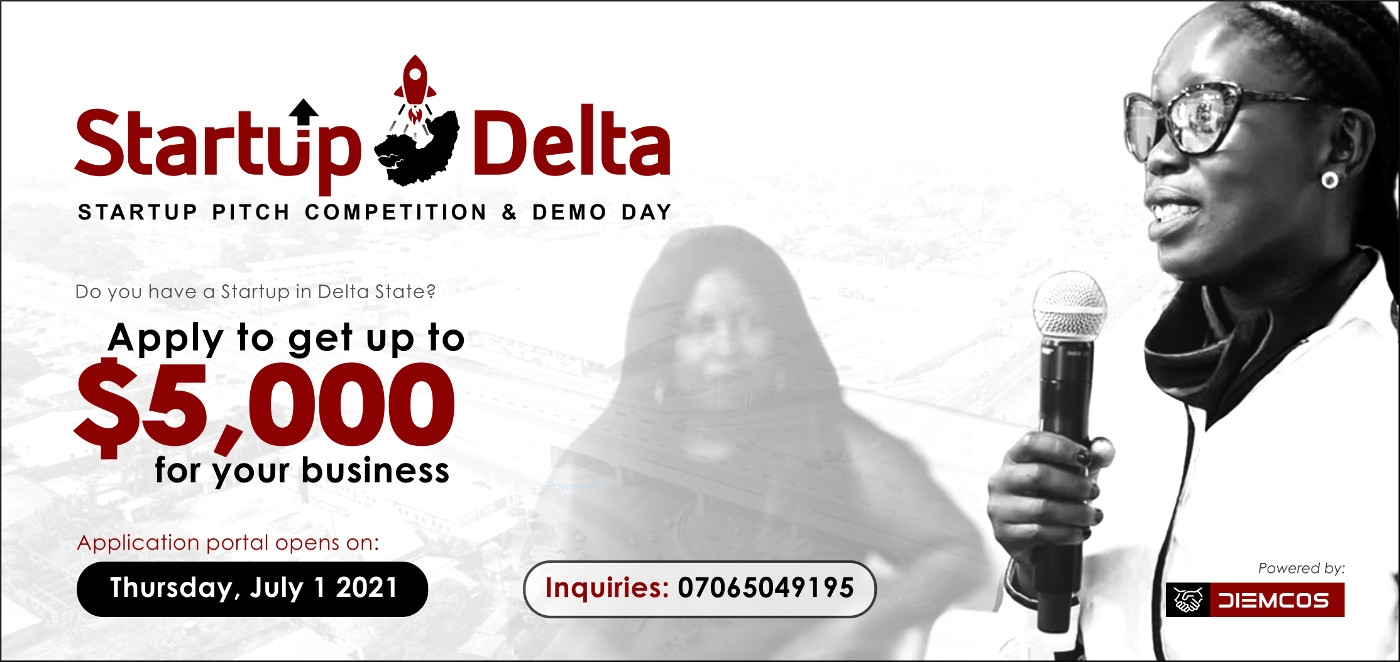 Startup Delta
STARTUP PITCH COMPETITION & DEMO DAY
Do you have a Startup in Delta State?
Apply to get up to
$5,000
for your business
Application portal opens on:
Thursday, July 1 2021
Inquiries: 07065049195
Powered by:
DIEMCOS